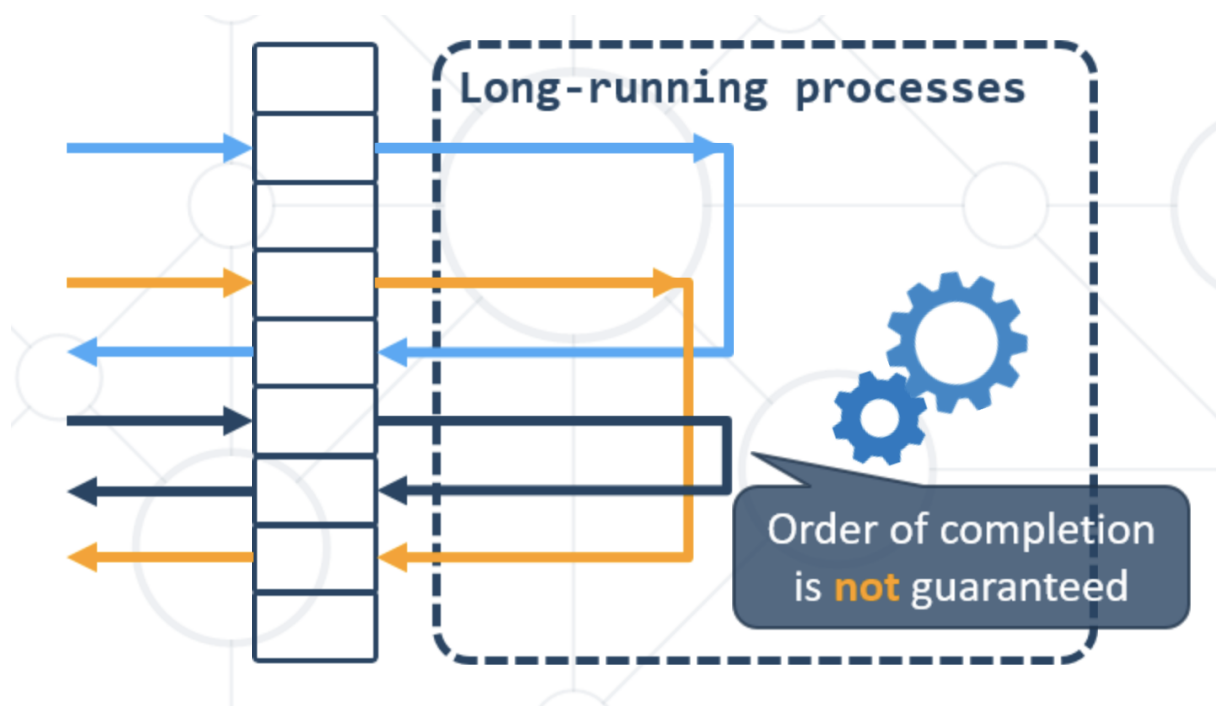 Long-running processes
Order of completion
is not guaranteed